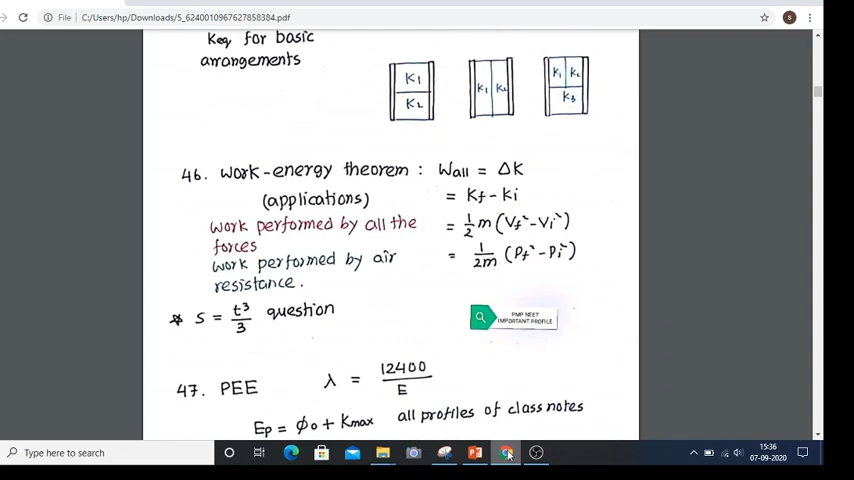 File
C:/Users/hp/Downloads/5_6240010967627858384.pdf
S
Keq for basic
arrangements
K1
K2
K1
K2
K1
K2
K3
46. Work-energy theorem : Wall = ΔK
(applications)
= Kf - Ki
work performed by all the
forces
= 1/2 m (Vf² - Vi²)
work performed by air
resistance.
= 1/2m (Pf² - Pi²)
* S = t³/3 question
PMP NEET
IMPORTANT PROFILE
47. PEE λ = 12400/E
Ep = φ0 + Kmax all profiles of class notes
Type here to search
15:36
07-09-2020